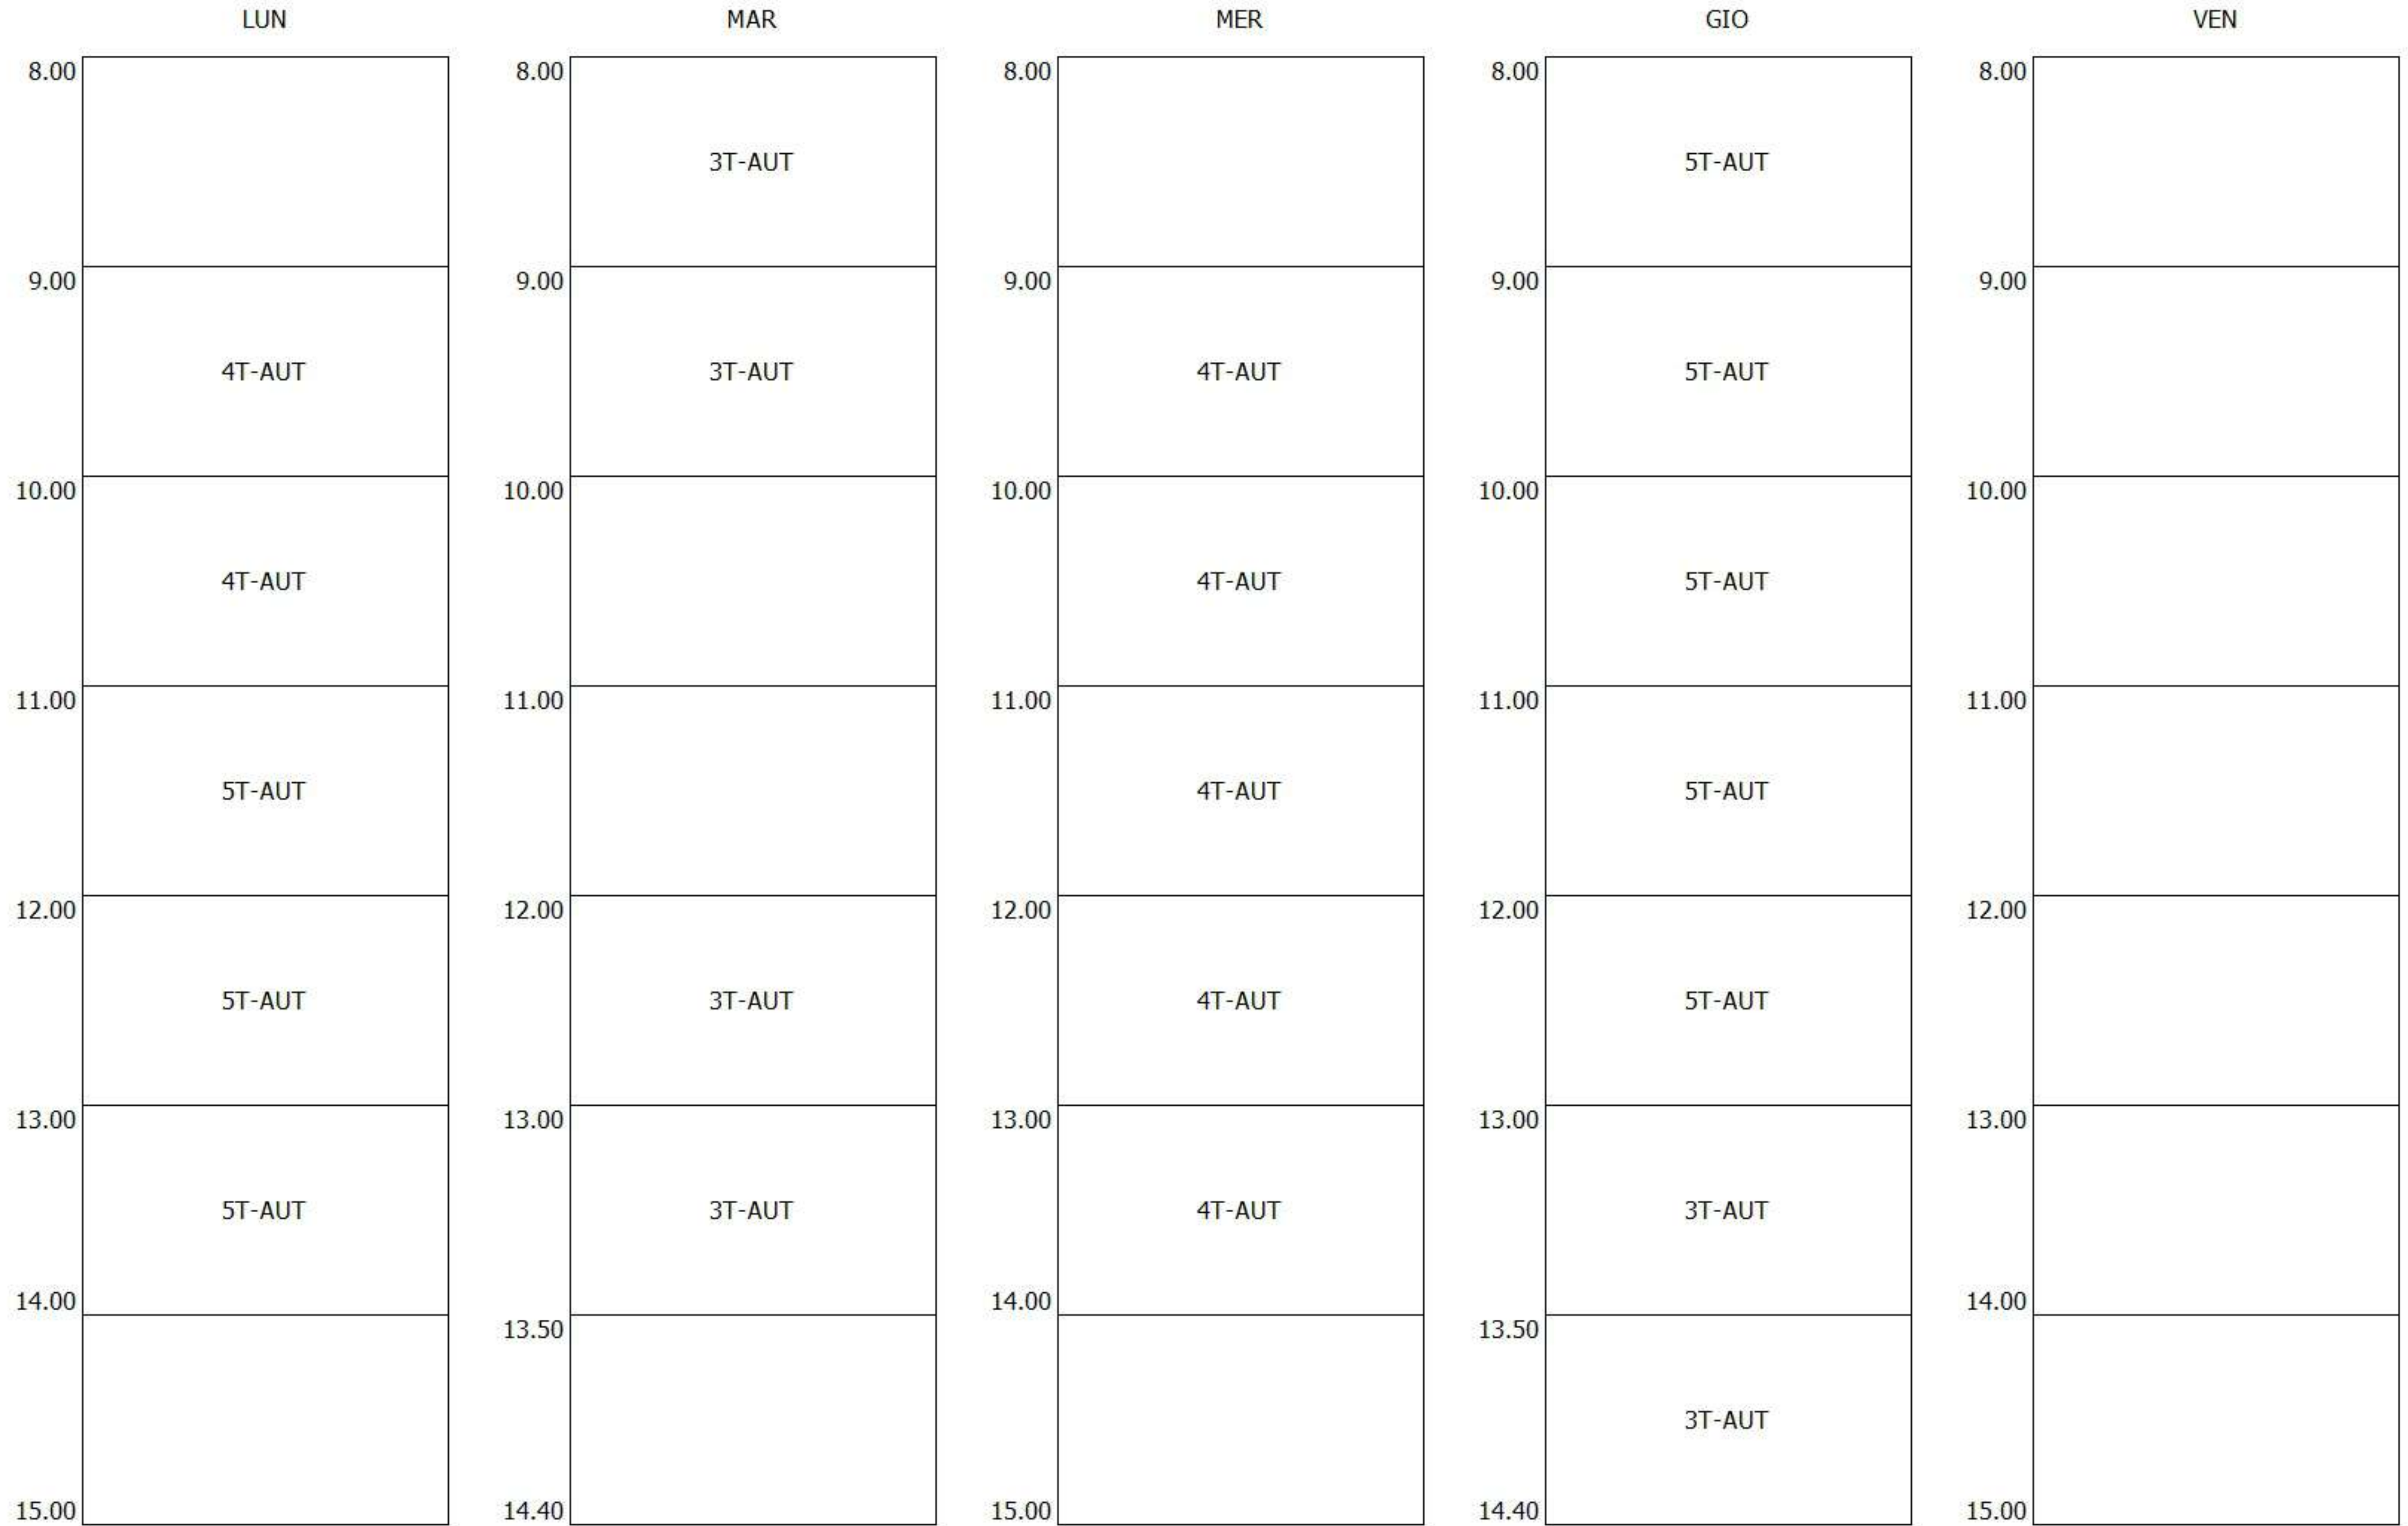 LUN MAR MER GIO VEN
8.00 8.00 8.00 8.00 8.00
3T-AUT 5T-AUT
9.00 9.00 9.00 9.00 9.00
4T-AUT 3T-AUT 4T-AUT 5T-AUT
10.00 10.00 10.00 10.00 10.00
4T-AUT 4T-AUT 5T-AUT
11.00 11.00 11.00 11.00 11.00
5T-AUT 4T-AUT 5T-AUT
12.00 12.00 12.00 12.00 12.00
5T-AUT 3T-AUT 4T-AUT 5T-AUT
13.00 13.00 13.00 13.00 13.00
5T-AUT 3T-AUT 4T-AUT 3T-AUT
14.00 14.00 14.00
13.50 13.50
3T-AUT
15.00 14.40 15.00 14.40 15.00